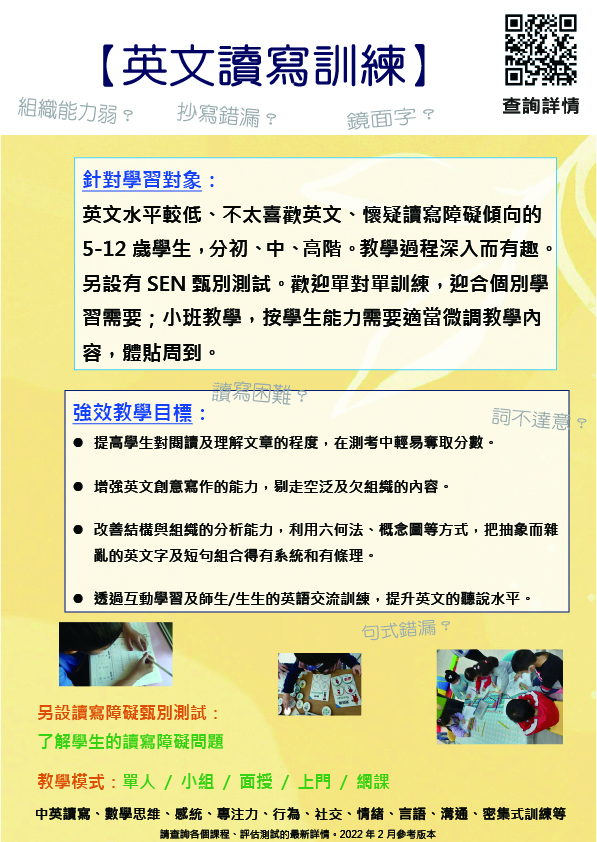 【英文讀寫訓練】
查詢詳情
組織能力弱？
抄寫錯漏？
鏡面字？
針對學習對象：
英文水平較低、不太喜歡英文、懷疑讀寫障礙傾向的
5-12 歲學生，分初、中、高階。教學過程深入而有趣。
另設有 SEN 甄別測試。歡迎單對單訓練，迎合個別學
習需要；小班教學，按學生能力需要適當微調教學內
容，體貼周到。
讀寫困難？
強效教學目標：
詞不達意？
● 提高學生對閱讀及理解文章的程度，在測考中輕易奪取分數。
● 增強英文創意寫作的能力，剔走空泛及欠組織的內容。
● 改善結構與組織的分析能力，利用六何法、概念圖等方式，把抽象而雜
亂的英文字及短句組合得有系統和有條理。
● 透過互動學習及師生/生生的英語交流訓練，提升英文的聽說水平。
句式錯漏？
另設讀寫障礙甄別測試：
了解學生的讀寫障礙問題
教學模式：單人 / 小組 / 面授 / 上門 / 網課
中英讀寫、數學思維、感統、專注力、行為、社交、情緒、言語、溝通、密集式訓練等
請查詢各個課程、評估測試的最新詳情。2022 年 2 月參考版本